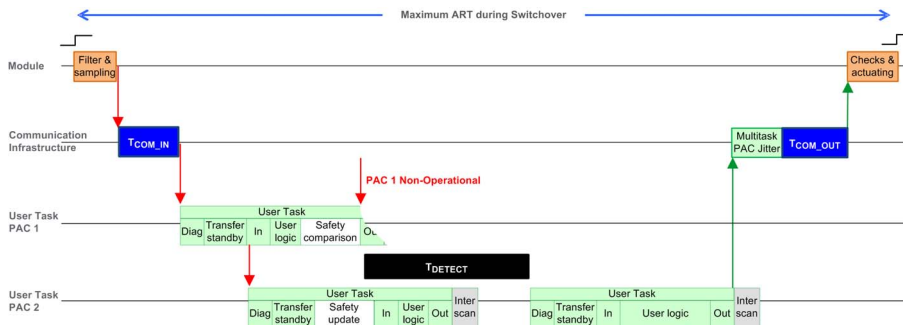 Maximum ART during Switchover
Module
Filter &
sampling
Checks &
actuating
Communication
Infrastructure
TCOM_IN
Multitask
PAC Jitter
TCOM_OUT
PAC 1 Non-Operational
User Task
PAC 1
User Task
Diag
Transfer
standby
In
User
logic
Safety
comparison
Ou
TDETECT
User Task
PAC 2
User Task
Diag
Transfer
standby
Safety
update
In
User
logic
Out
Inter
scan
User Task
Diag
Transfer
standby
In
User logic
Out
Inter
scan